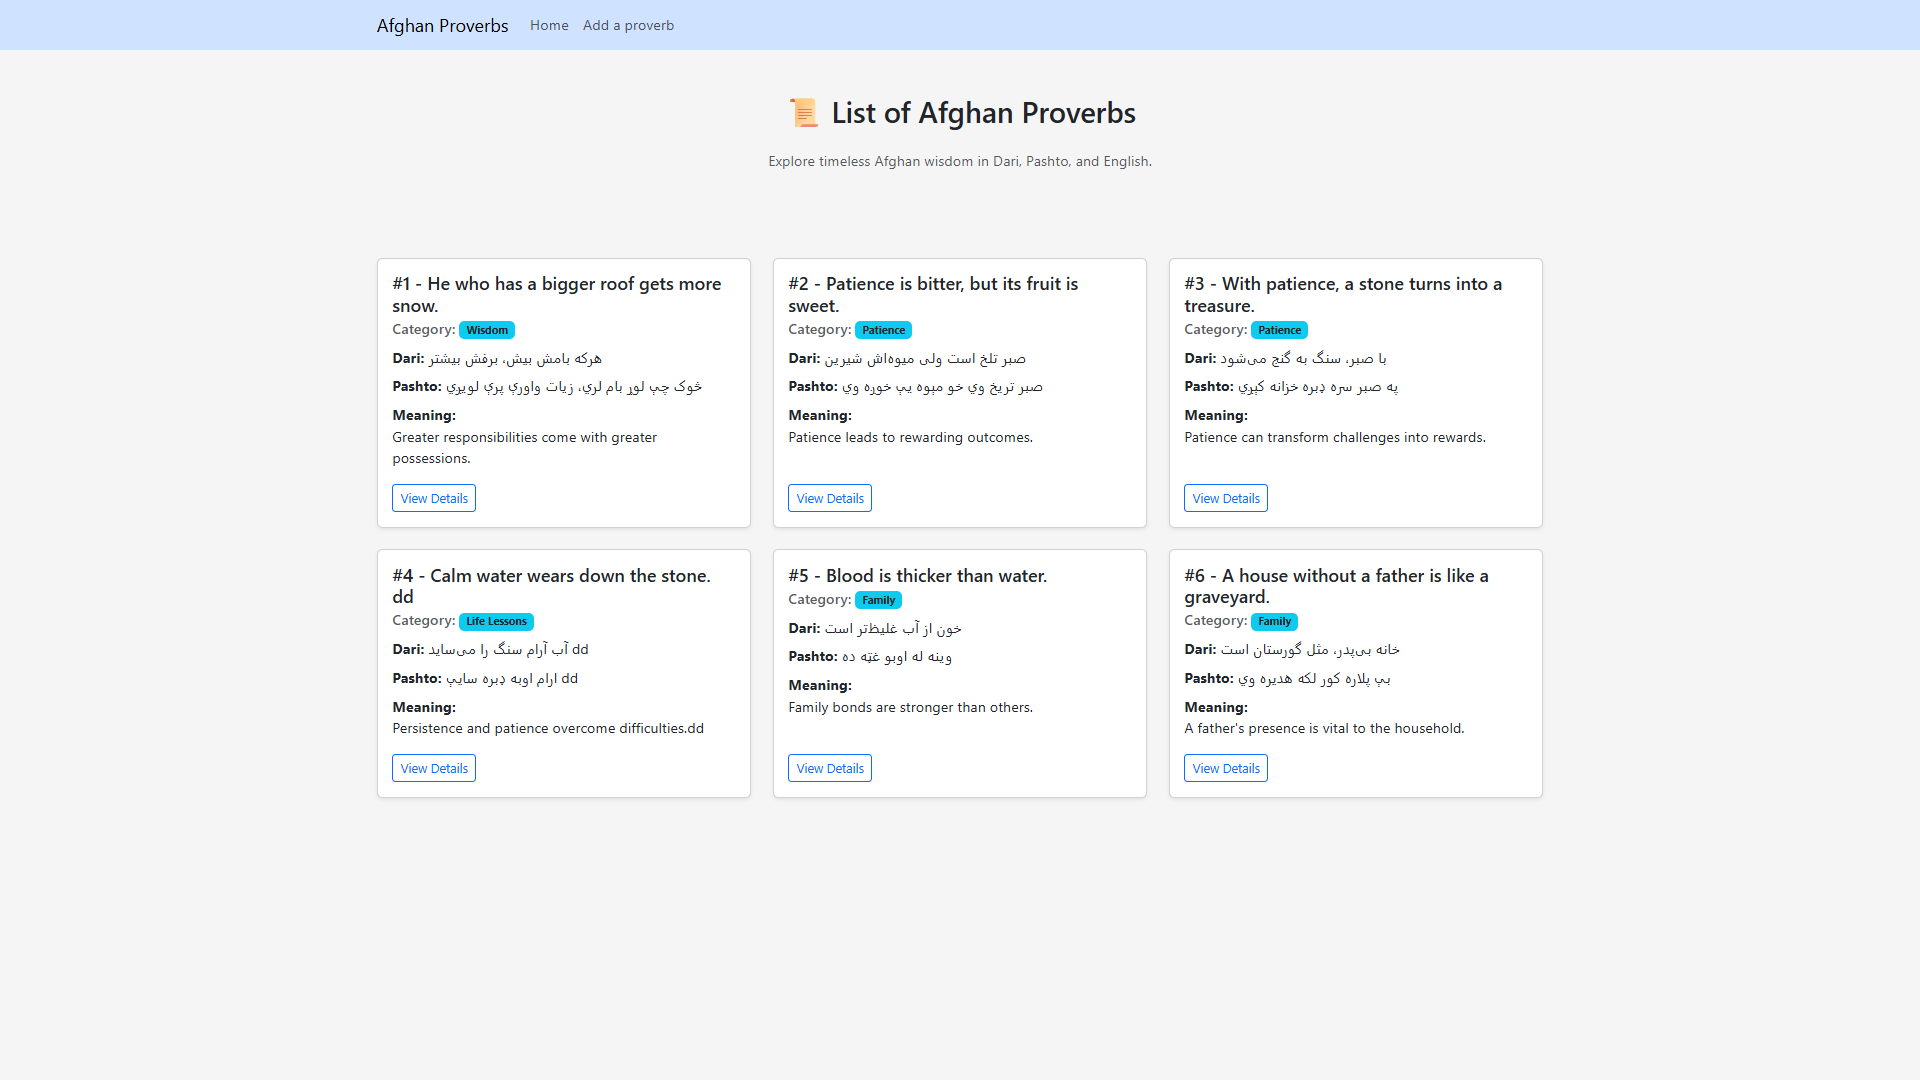 Afghan Proverbs
Home
Add a proverb
📜 List of Afghan Proverbs
Explore timeless Afghan wisdom in Dari, Pashto, and English.
#1 - He who has a bigger roof gets more
snow.
Category: Wisdom
Dari: هرکه بامش بیش، برفش بیشتر
Pashto: څوک چې لوړ بام لري، زیات واورې پرې لویږي
Meaning:
Greater responsibilities come with greater
possessions.
View Details
#2 - Patience is bitter, but its fruit is
sweet.
Category: Patience
Dari: صبر تلخ است ولی میوه‌اش شیرین
Pashto: صبر تریخ وي خو مېوه یې خوږه وي
Meaning:
Patience leads to rewarding outcomes.
View Details
#3 - With patience, a stone turns into a
treasure.
Category: Patience
Dari: با صبر، سنگ به گنج می‌شود
Pashto: په صبر سره ډبره خزانه کېږي
Meaning:
Patience can transform challenges into rewards.
View Details
#4 - Calm water wears down the stone.
dd
Category: Life Lessons
Dari: آب آرام سنگ را می‌ساید dd
Pashto: ارام اوبه ډبره سایې dd
Meaning:
Persistence and patience overcome difficulties.dd
View Details
#5 - Blood is thicker than water.
Category: Family
Dari: خون از آب غلیظ‌تر است
Pashto: وینه له اوبو غټه ده
Meaning:
Family bonds are stronger than others.
View Details
#6 - A house without a father is like a
graveyard.
Category: Family
Dari: خانه بی‌پدر، مثل گورستان است
Pashto: بې پلاره کور لکه هدیره وي
Meaning:
A father's presence is vital to the household.
View Details